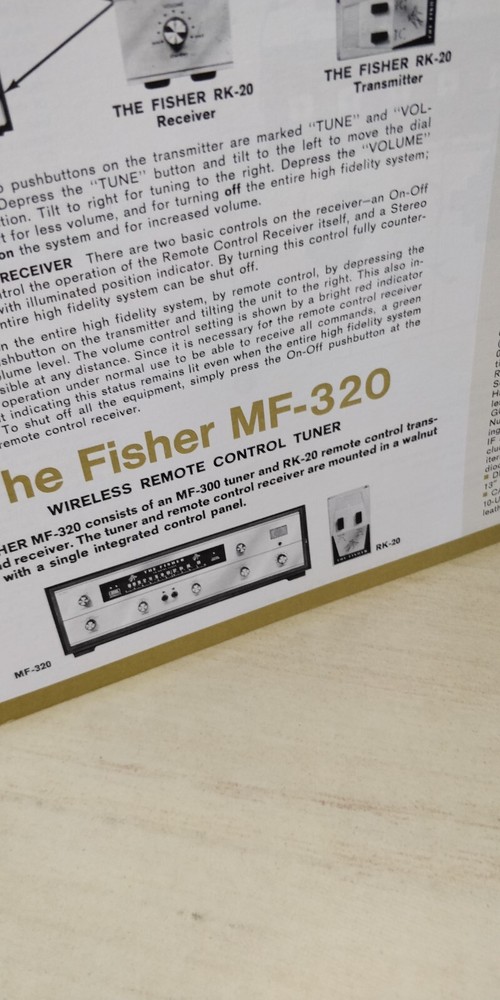 THE FISHER RK-20
Receiver
THE FISHER RK-20
Transmitter
pushbuttons on the transmitter are marked “TUNE” and “VOL-
Depress the “TUNE” button and tilt to the left to move the dial
tion. Tilt to right for tuning to the right. Depress the “VOLUME”
t for less volume, and for turning off the entire high fidelity system;
on the system and for increased volume.
RECEIVER There are two basic controls on the receiver—an On-Off
trol the operation of the Remote Control Receiver itself, and a Stereo
with illuminated position indicator. By turning this control fully counter-
ntire high fidelity system can be shut off.
n the entire high fidelity system, by remote control, by depressing the
shbutton on the transmitter and tilting the unit to the right. This also in-
lume level. The volume control setting is shown by a bright red indicator
sible at any distance. Since it is necessary for the remote control receiver
operation under normal use to be able to receive all commands, a green
t indicating this status remains lit even when the entire high fidelity system
To shut off all the equipment, simply press the On-Off pushbutton at the
remote control receiver.
he Fisher MF-320
WIRELESS REMOTE CONTROL TUNER
HER MF-320 consists of an MF-300 tuner and RK-20 remote control trans-
d receiver. The tuner and remote control receiver are mounted in a walnut
with a single integrated control panel.
THE FISHER
RK-20
MF-320